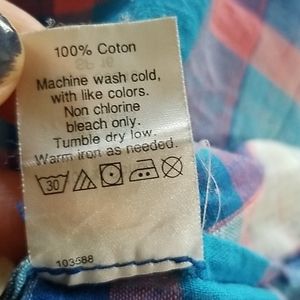 100% Coton
Machine wash cold,
with like colors.
Non chlorine
bleach only.
Tumble dry low.
Warm iron as needed.
30
103588